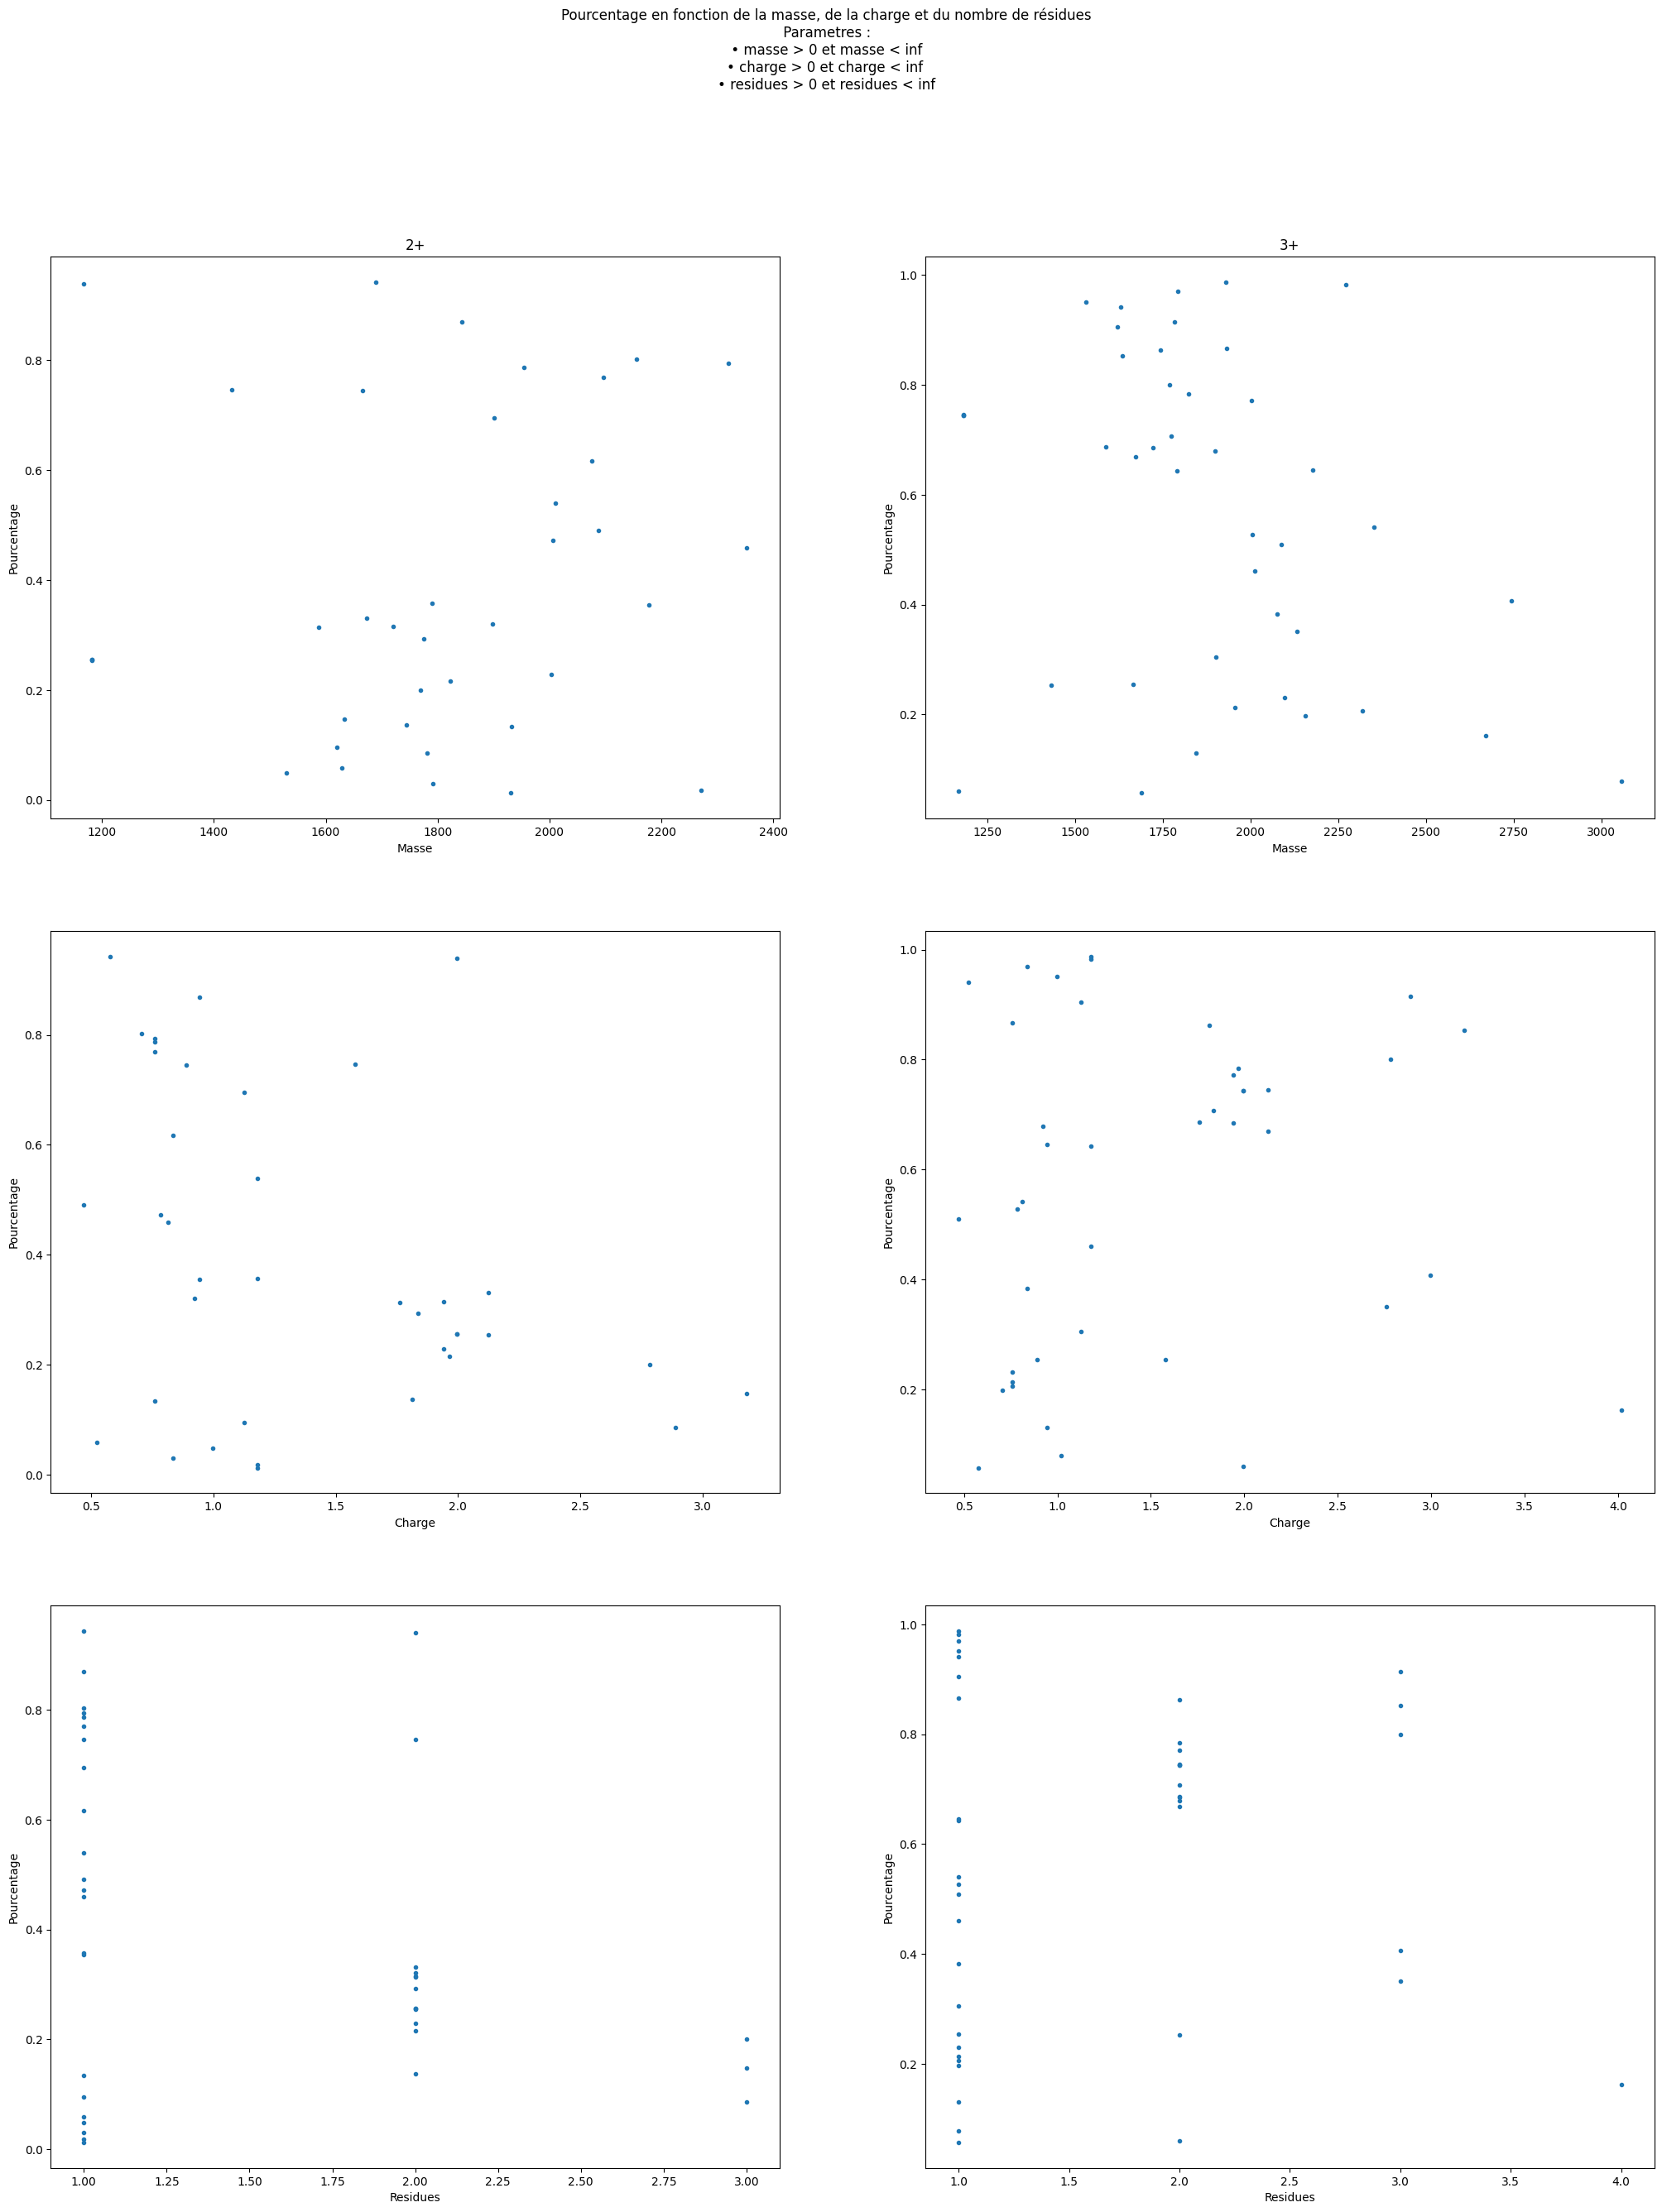 Pourcentage en fonction de la masse, de la charge et du nombre de résidues
Parametres :
• masse > 0 et masse < inf
• charge > 0 et charge < inf
• residues > 0 et residues < inf
2+
0.8
0.6
0.4
0.2
0.0
Pourcentage
1200 1400 1600 1800 2000 2200 2400
Masse
3+
1.0
0.8
0.6
0.4
0.2
Pourcentage
1250 1500 1750 2000 2250 2500 2750 3000
Masse
0.8
0.6
0.4
0.2
0.0
Pourcentage
0.5 1.0 1.5 2.0 2.5 3.0
Charge
1.0
0.8
0.6
0.4
0.2
Pourcentage
0.5 1.0 1.5 2.0 2.5 3.0 3.5 4.0
Charge
0.8
0.6
0.4
0.2
0.0
Pourcentage
1.00 1.25 1.50 1.75 2.00 2.25 2.50 2.75 3.00
Residues
1.0
0.8
0.6
0.4
0.2
Pourcentage
1.0 1.5 2.0 2.5 3.0 3.5 4.0
Residues